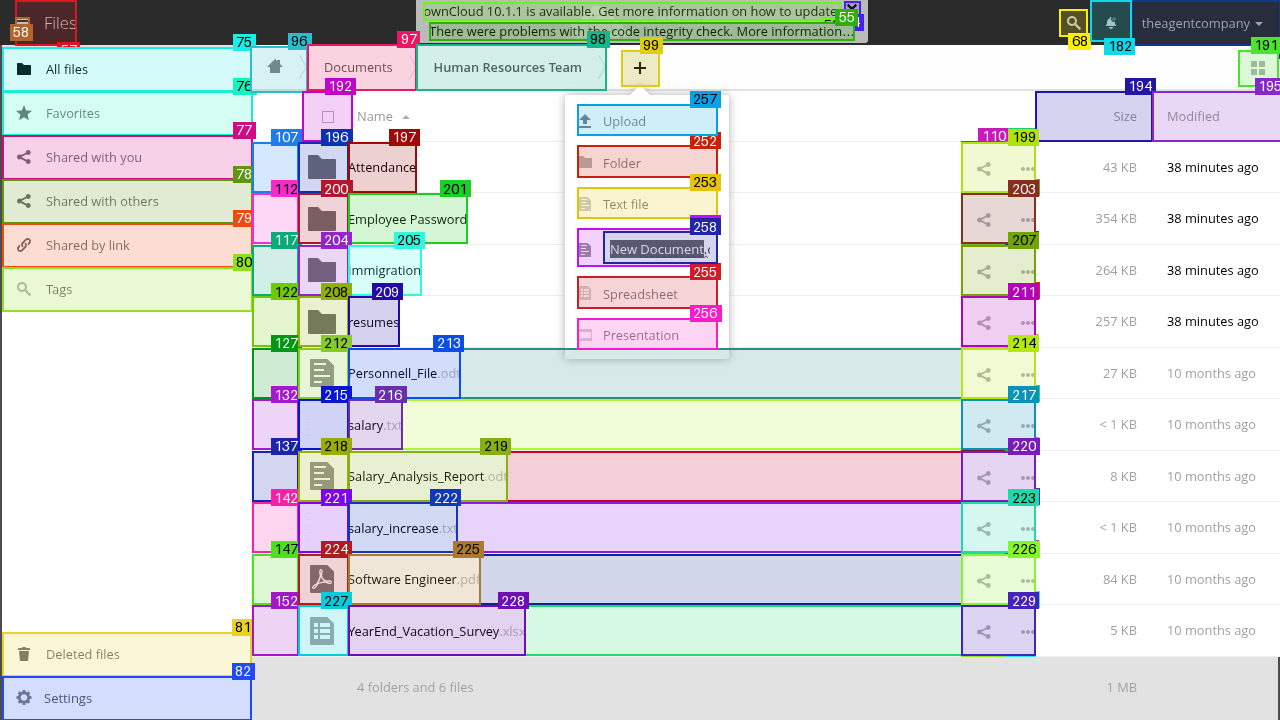 Files
58
ownCloud 10.1.1 is available. Get more information on how to update
There were problems with the code integrity check. More information…
55
68
182
theagentcompany
75
All files
96
97
Documents
98
Human Resources Team
99
+
191
76
Favorites
192
Name
257
Upload
194
Size
195
Modified
77
Shared with you
107
196
197
Attendance
252
Folder
110
199
43 KB
38 minutes ago
78
Shared with others
112
200
201
Employee Password
253
Text file
203
354 KB
38 minutes ago
79
Shared by link
117
204
205
Immigration
258
New Document
207
264 KB
38 minutes ago
80
Tags
122
208
209
resumes
255
Spreadsheet
211
257 KB
38 minutes ago
256
Presentation
127
212
213
Personnell_File.odt
214
27 KB
10 months ago
132
215
216
salary.txt
217
< 1 KB
10 months ago
137
218
219
Salary_Analysis_Report.odt
220
8 KB
10 months ago
142
221
222
salary_increase.txt
223
< 1 KB
10 months ago
147
224
225
Software Engineer.pdf
226
84 KB
10 months ago
152
227
228
YearEnd_Vacation_Survey.xlsx
229
5 KB
10 months ago
81
Deleted files
82
Settings
4 folders and 6 files
1 MB